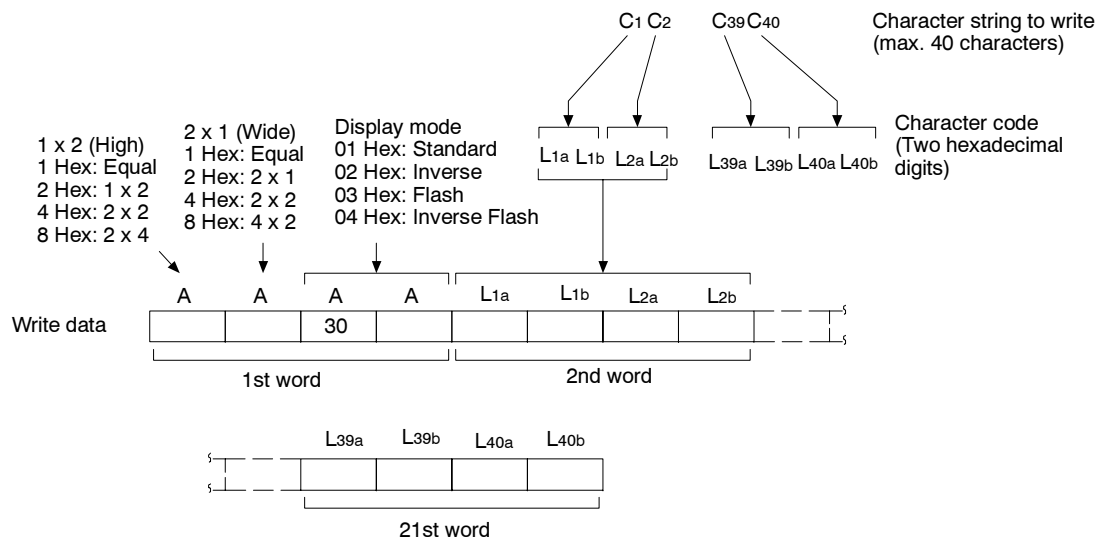 C1 C2 C39C40
Character string to write
(max. 40 characters)
Character code
(Two hexadecimal
digits)
L1a L1b L2a L2b
L39a L39b L40a L40b
1 x 2 (High)
1 Hex: Equal
2 Hex: 1 x 2
4 Hex: 2 x 2
8 Hex: 2 x 4
2 x 1 (Wide)
1 Hex: Equal
2 Hex: 2 x 1
4 Hex: 2 x 2
8 Hex: 4 x 2
Display mode
01 Hex: Standard
02 Hex: Inverse
03 Hex: Flash
04 Hex: Inverse Flash
A A A A L1a L1b L2a L2b
Write data
30
1st word
2nd word
L39a L39b L40a L40b
21st word